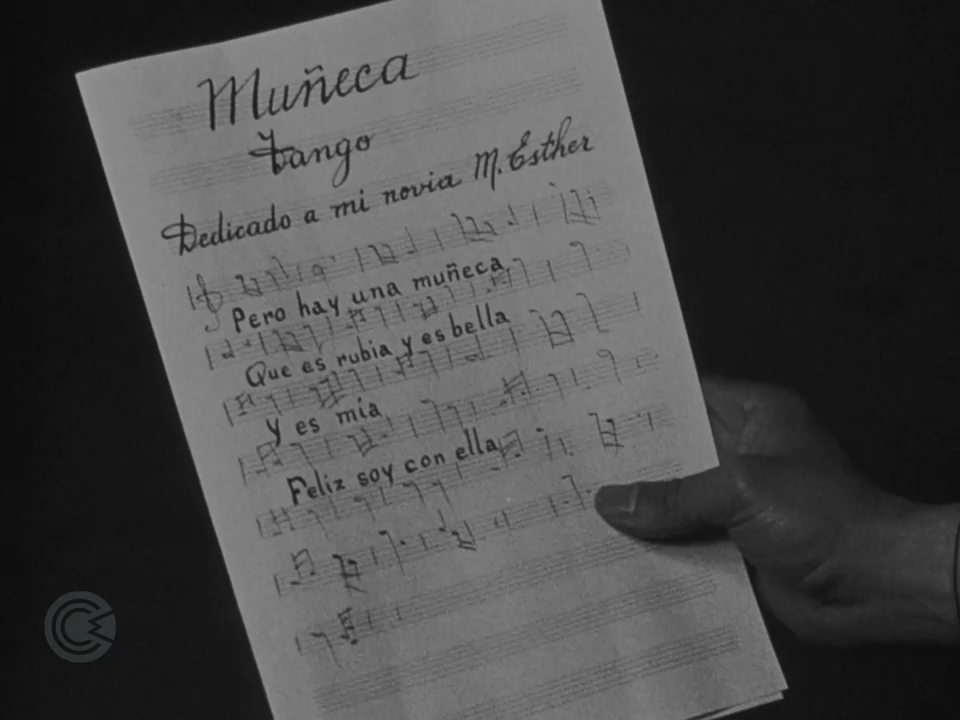 Muñeca
Tango
Dedicado a mi novia M. Esther
Pero hay una muñeca
Que es rubia y es bella
y es mía
Feliz soy con ella